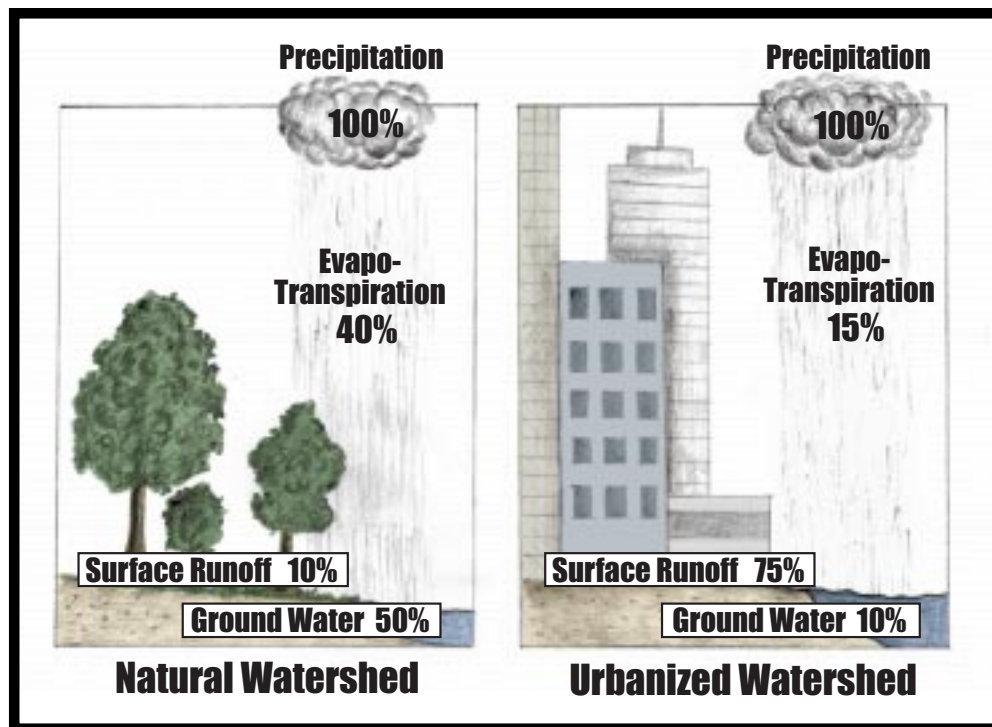 Precipitation
100%
Evapo-
Transpiration
40%
Surface Runoff 10%
Ground Water 50%
Natural Watershed
Precipitation
100%
Evapo-
Transpiration
15%
Surface Runoff 75%
Ground Water 10%
Urbanized Watershed